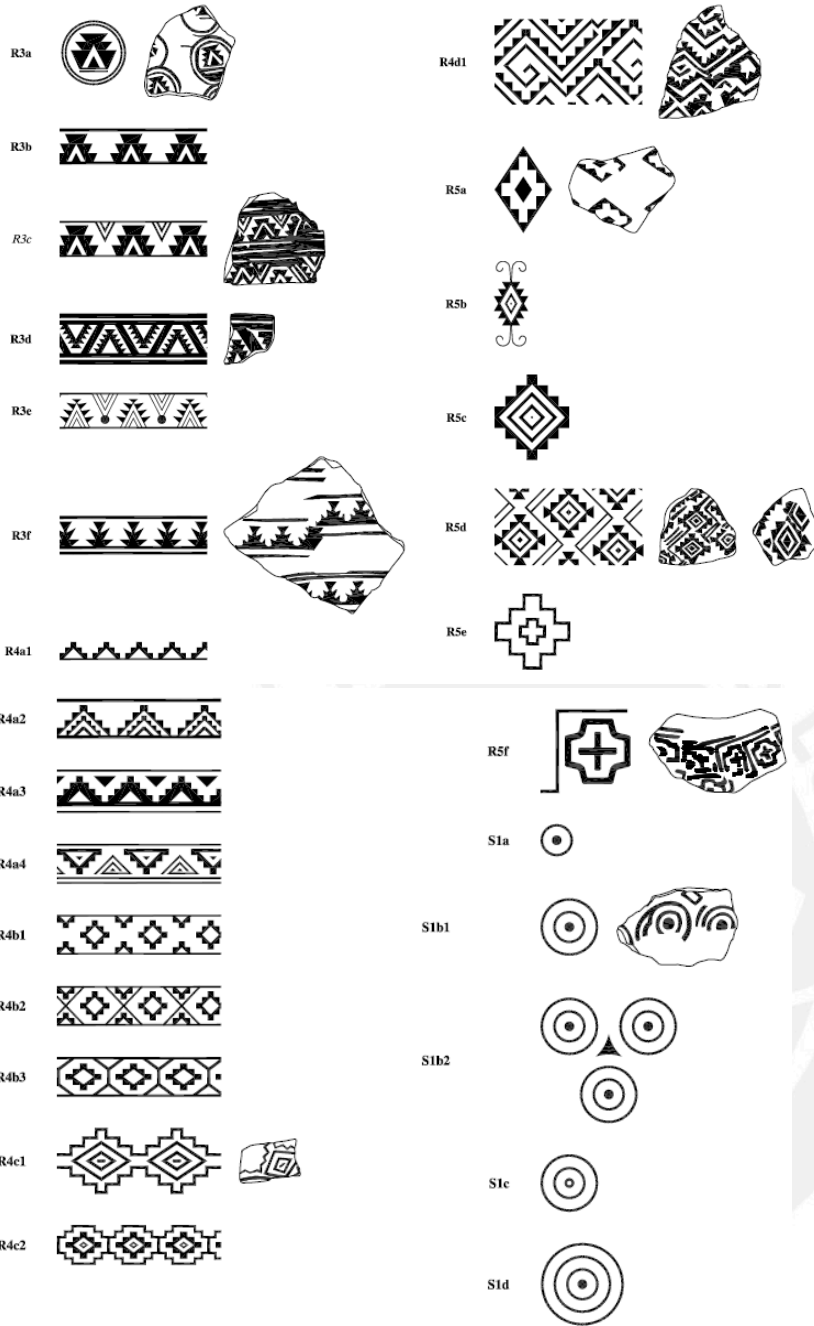 R3a
R3b
R3c
R3d
R3e
R3f
R4a1
R4a2
R4a3
R4a4
R4b1
R4b2
R4b3
R4c1
R4c2
R4d1
R5a
R5b
R5c
R5d
R5e
R5f
S1a
S1b1
S1b2
S1c
S1d